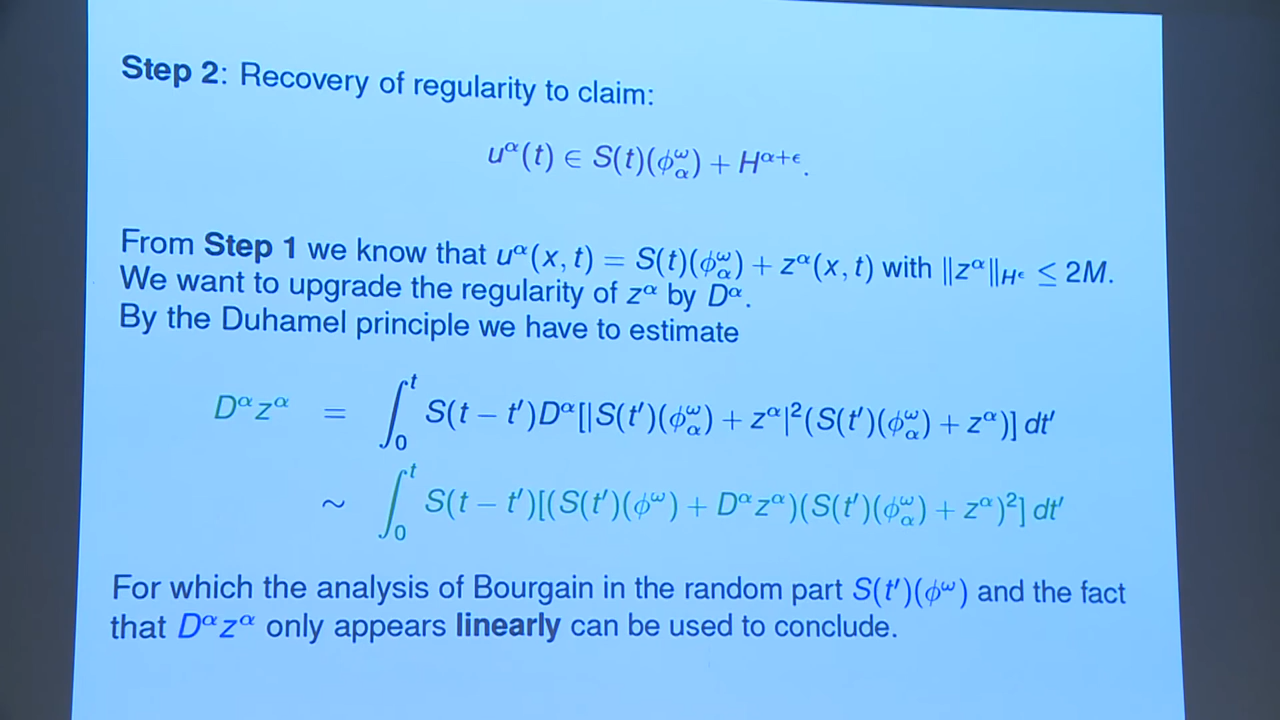 Step 2: Recovery of regularity to claim:
u^α(t) ∈ S(t)(ϕ^ω_α) + H^{α+ϵ}.
From Step 1 we know that u^α(x, t) = S(t)(ϕ^ω_α) + z^α(x, t) with ‖z^α‖_{H^ϵ} ≤ 2M.
We want to upgrade the regularity of z^α by D^α.
By the Duhamel principle we have to estimate
D^α z^α = ∫_0^t S(t − t′)D^α[|S(t′)(ϕ^ω_α) + z^α|²(S(t′)(ϕ^ω_α) + z^α)] dt′
∼ ∫_0^t S(t − t′)[(S(t′)(ϕ^ω) + D^α z^α)(S(t′)(ϕ^ω_α) + z^α)²] dt′
For which the analysis of Bourgain in the random part S(t′)(ϕ^ω) and the fact
that D^α z^α only appears linearly can be used to conclude.